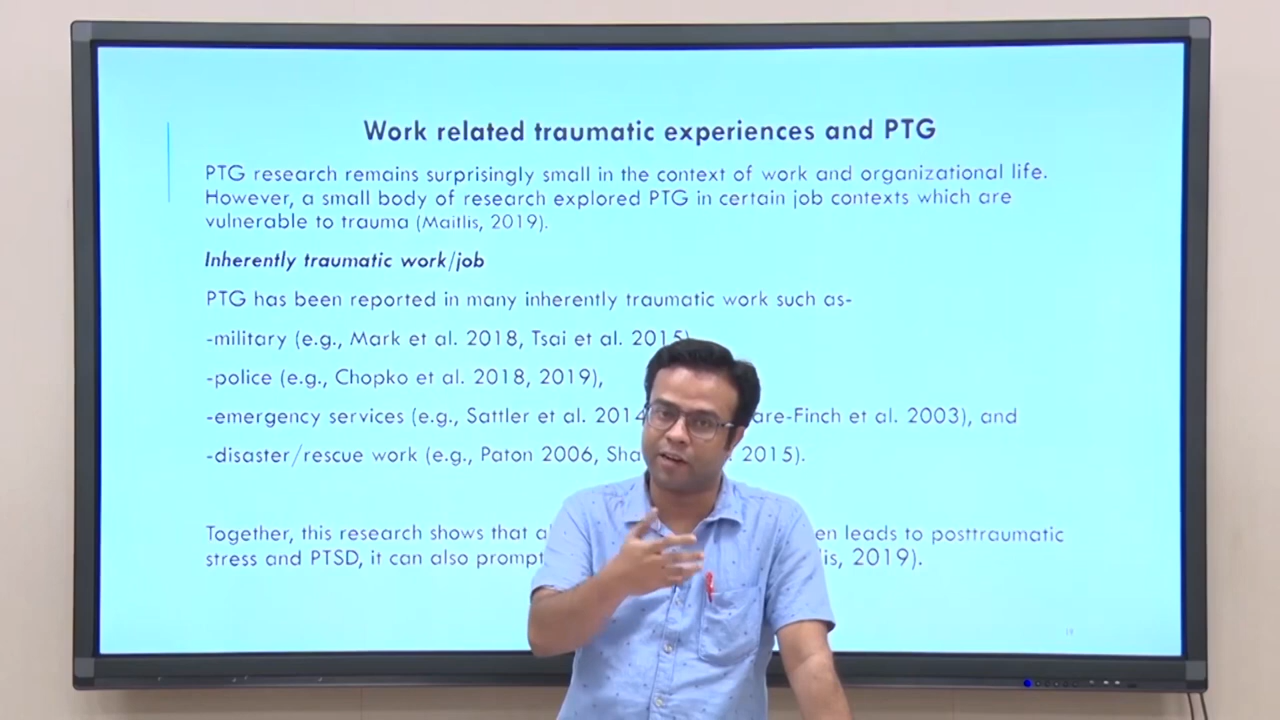 Work related traumatic experiences and PTG
PTG research remains surprisingly small in the context of work and organizational life.
However, a small body of research explored PTG in certain job contexts which are
vulnerable to trauma (Maitlis, 2019).
Inherently traumatic work/job
PTG has been reported in many inherently traumatic work such as-
-military (e.g., Mark et al. 2018, Tsai et al. 2015)
-police (e.g., Chopko et al. 2018, 2019),
-emergency services (e.g., Sattler et al. 2014 are-Finch et al. 2003), and
-disaster/rescue work (e.g., Paton 2006, 2015).
Together, this research shows that leads to posttraumatic
stress and PTSD, it can also prompt 2019).